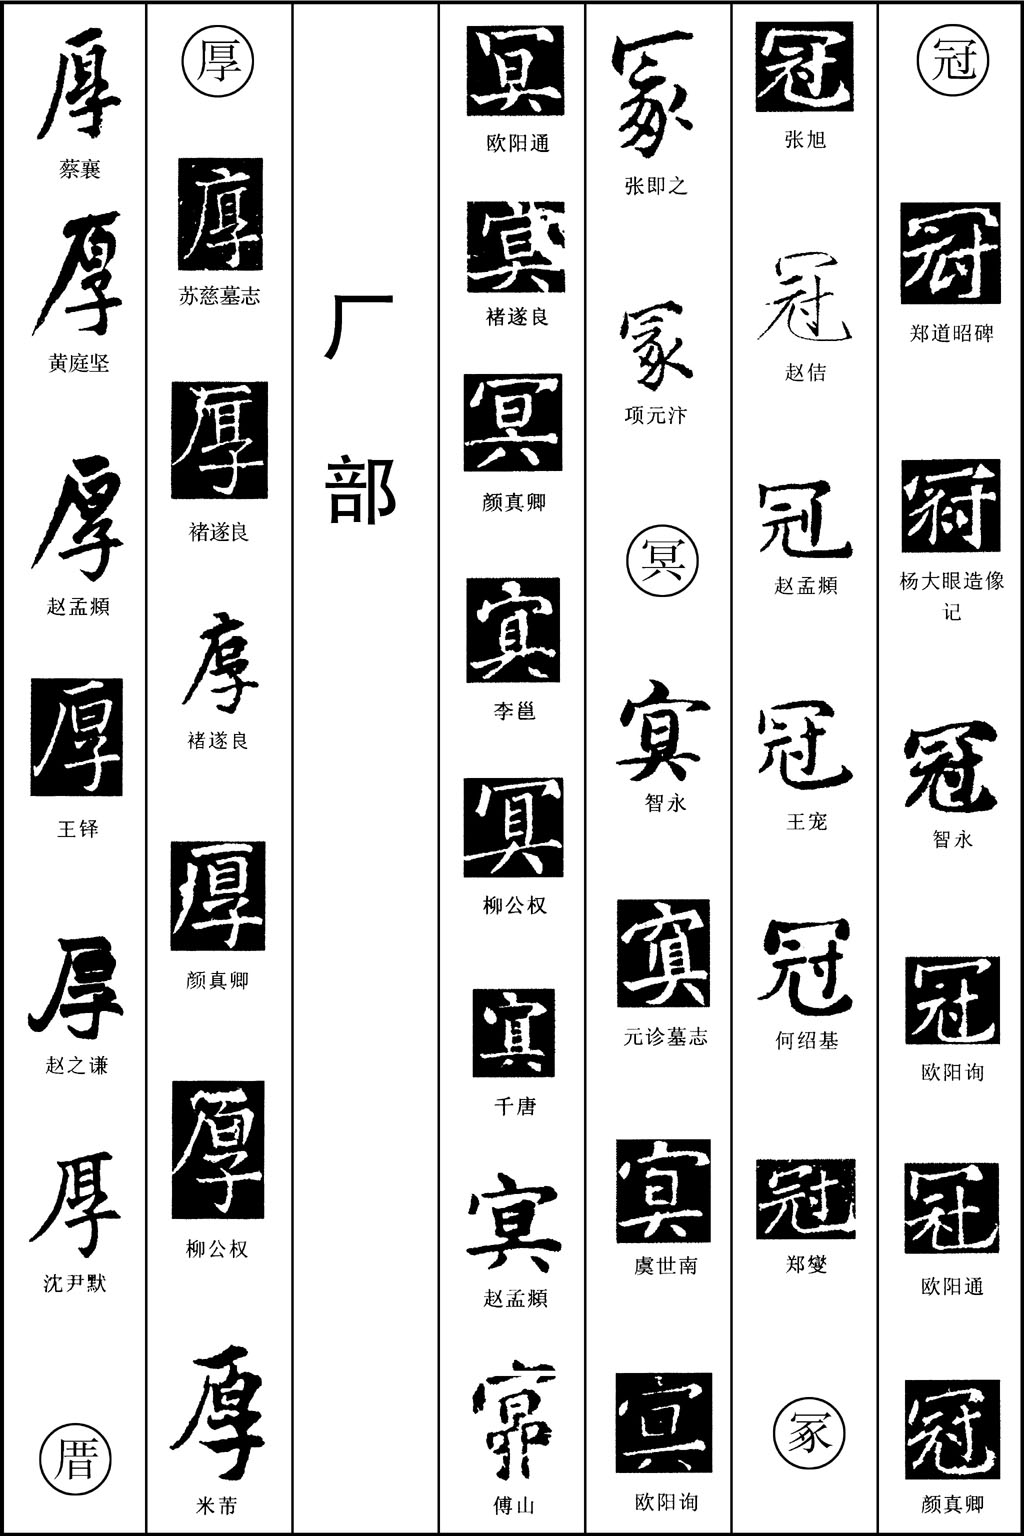 冠
冠
郑道昭碑
冠
杨大眼造像
记
冠
智永
冠
欧阳询
冠
欧阳通
冠
颜真卿
冠
张旭
冠
赵佶
冠
赵孟頫
冠
王宠
冠
何绍基
冠
郑燮
冢
冢
张即之
冢
项元汴
冥
冥
智永
冥
元诊墓志
冥
虞世南
冥
欧阳询
冥
欧阳通
冥
褚遂良
冥
颜真卿
冥
李邕
冥
柳公权
冥
千唐
冥
赵孟頫
冥
傅山
厂部
厚
厚
苏慈墓志
厚
褚遂良
厚
褚遂良
厚
颜真卿
厚
柳公权
厚
米芾
厚
蔡襄
厚
黄庭坚
厚
赵孟頫
厚
王铎
厚
赵之谦
厚
沈尹默
厝